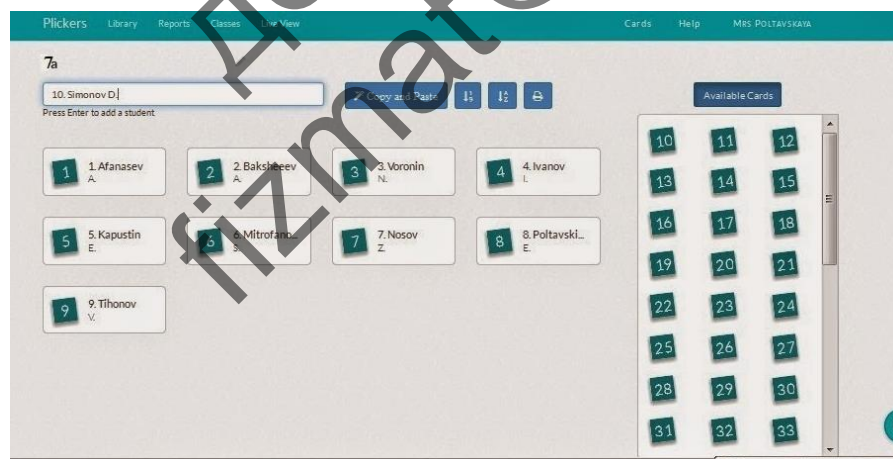 Plickers Library Reports Classes Live View Cards Help MRS POLTAVSKAYA
7a
10. Simonov D.
Copy and Paste
Available Cards
Press Enter to add a student
1 1. Afanasev A.
2 2. Baksheeev A.
3 3. Voronin N.
4 4. Ivanov I.
5 5. Kapustin E.
6 6. Mitrofano... S.
7 7. Nosov Z.
8 8. Poltavski... E.
9 9. Tihonov V.
10 11 12
13 14 15
16 17 18
19 20 21
22 23 24
25 26 27
28 29 30
31 32 33
fizmat